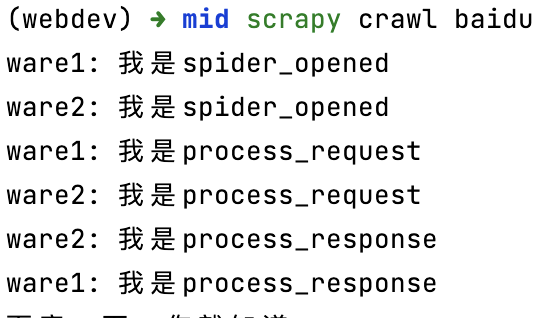 (webdev) ➜ mid scrapy crawl baidu
ware1: 我是spider_opened
ware2: 我是spider_opened
ware1: 我是process_request
ware2: 我是process_request
ware2: 我是process_response
ware1: 我是process_response